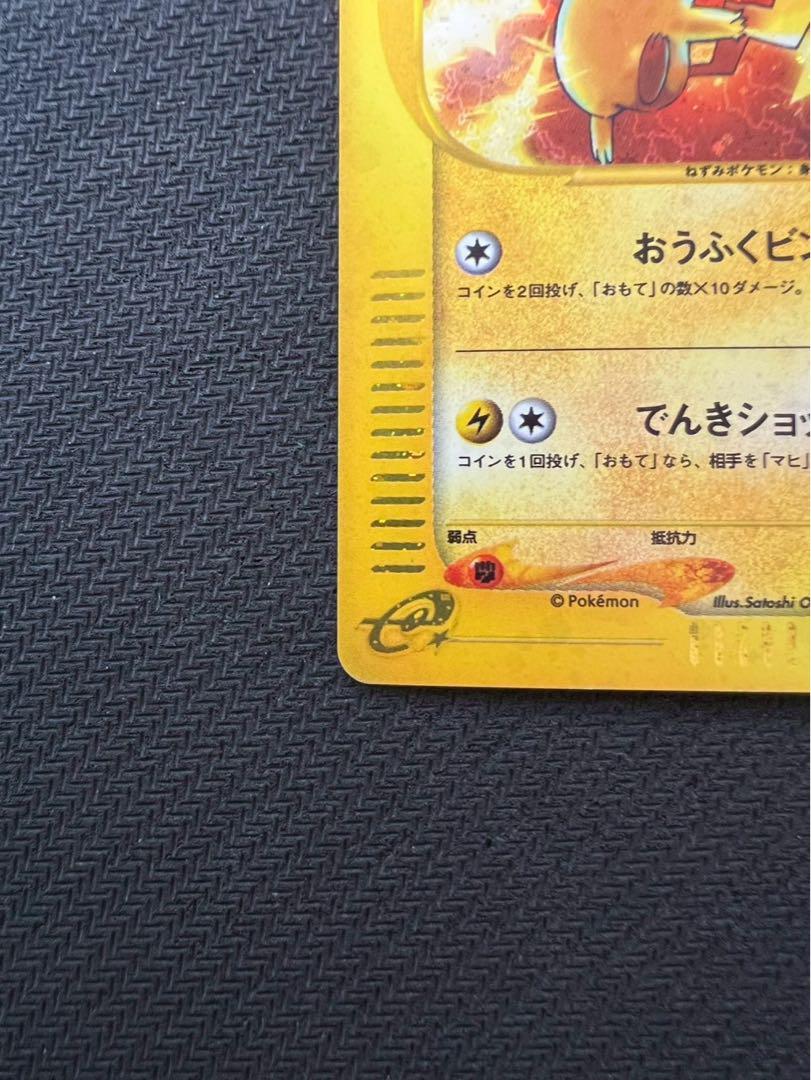 ねずみポケモン：身
おうふくビン
コインを2回投げ、「おもて」の数×10ダメージ。
でんきショッ
コインを1回投げ、「おもて」なら、相手を「マヒ」
弱点 抵抗力
© Pokémon Illus. Satoshi O